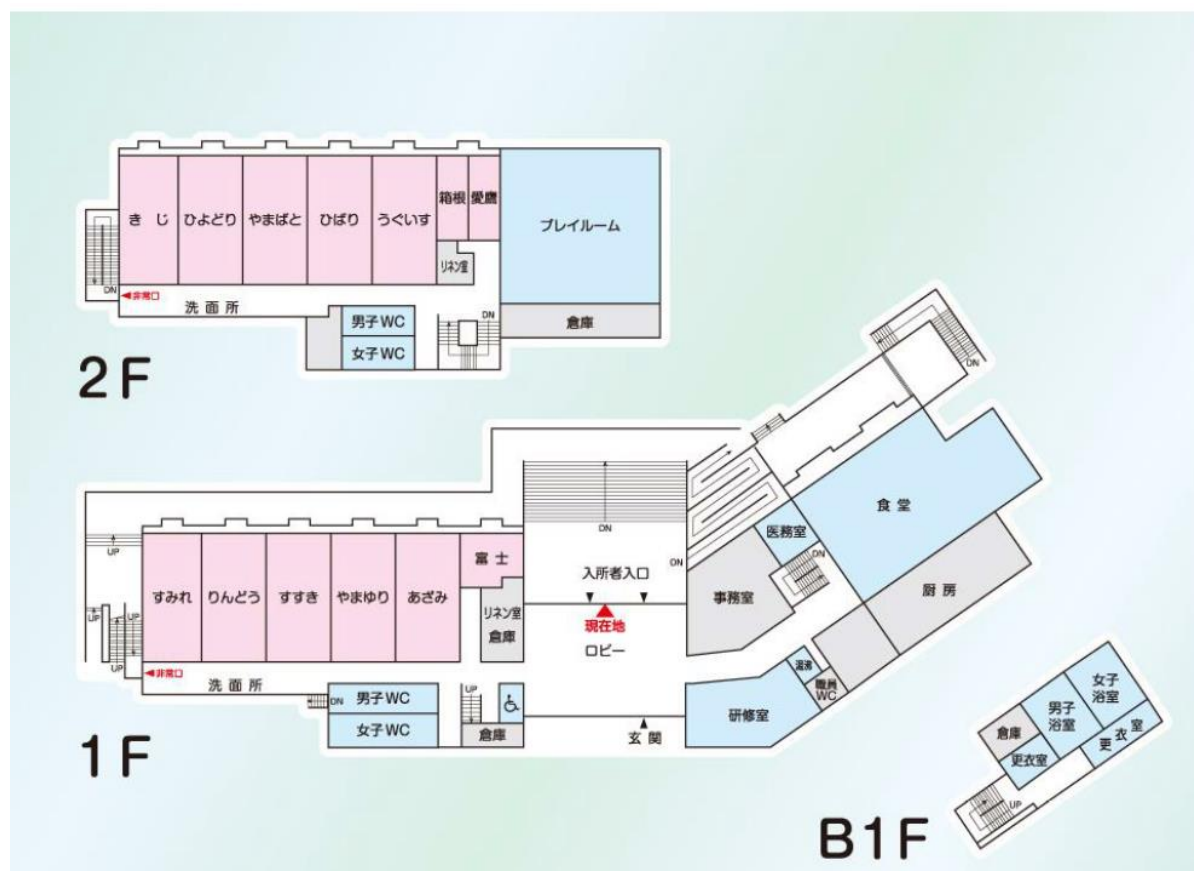 きじ
ひよどり
やまばと
ひばり
うぐいす
箱根
愛鷹
プレイルーム
リネン室
DN
非常口
洗面所
男子WC
女子WC
DN
倉庫
2F
DN
食堂
医務室
DN
DN
DN
UP
すみれ
りんどう
すすき
やまゆり
あざみ
富士
リネン室
倉庫
入所者入口
現在地
ロビー
事務室
厨房
UP
UP
UP
非常口
洗面所
DN
男子WC
女子WC
UP
倉庫
玄関
研修室
湯沸
職員
WC
1F
女子
浴室
男子
浴室
倉庫
更衣室
更衣室
UP
B1F